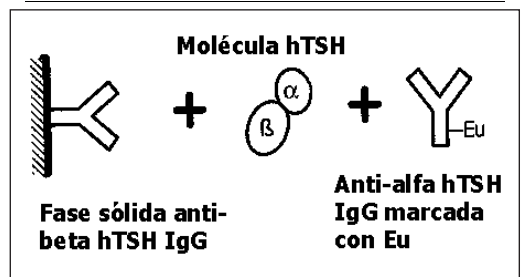 Molécula hTSH
α
ß
Eu
Fase sólida anti-
beta hTSH IgG
Anti-alfa hTSH
IgG marcada
con Eu